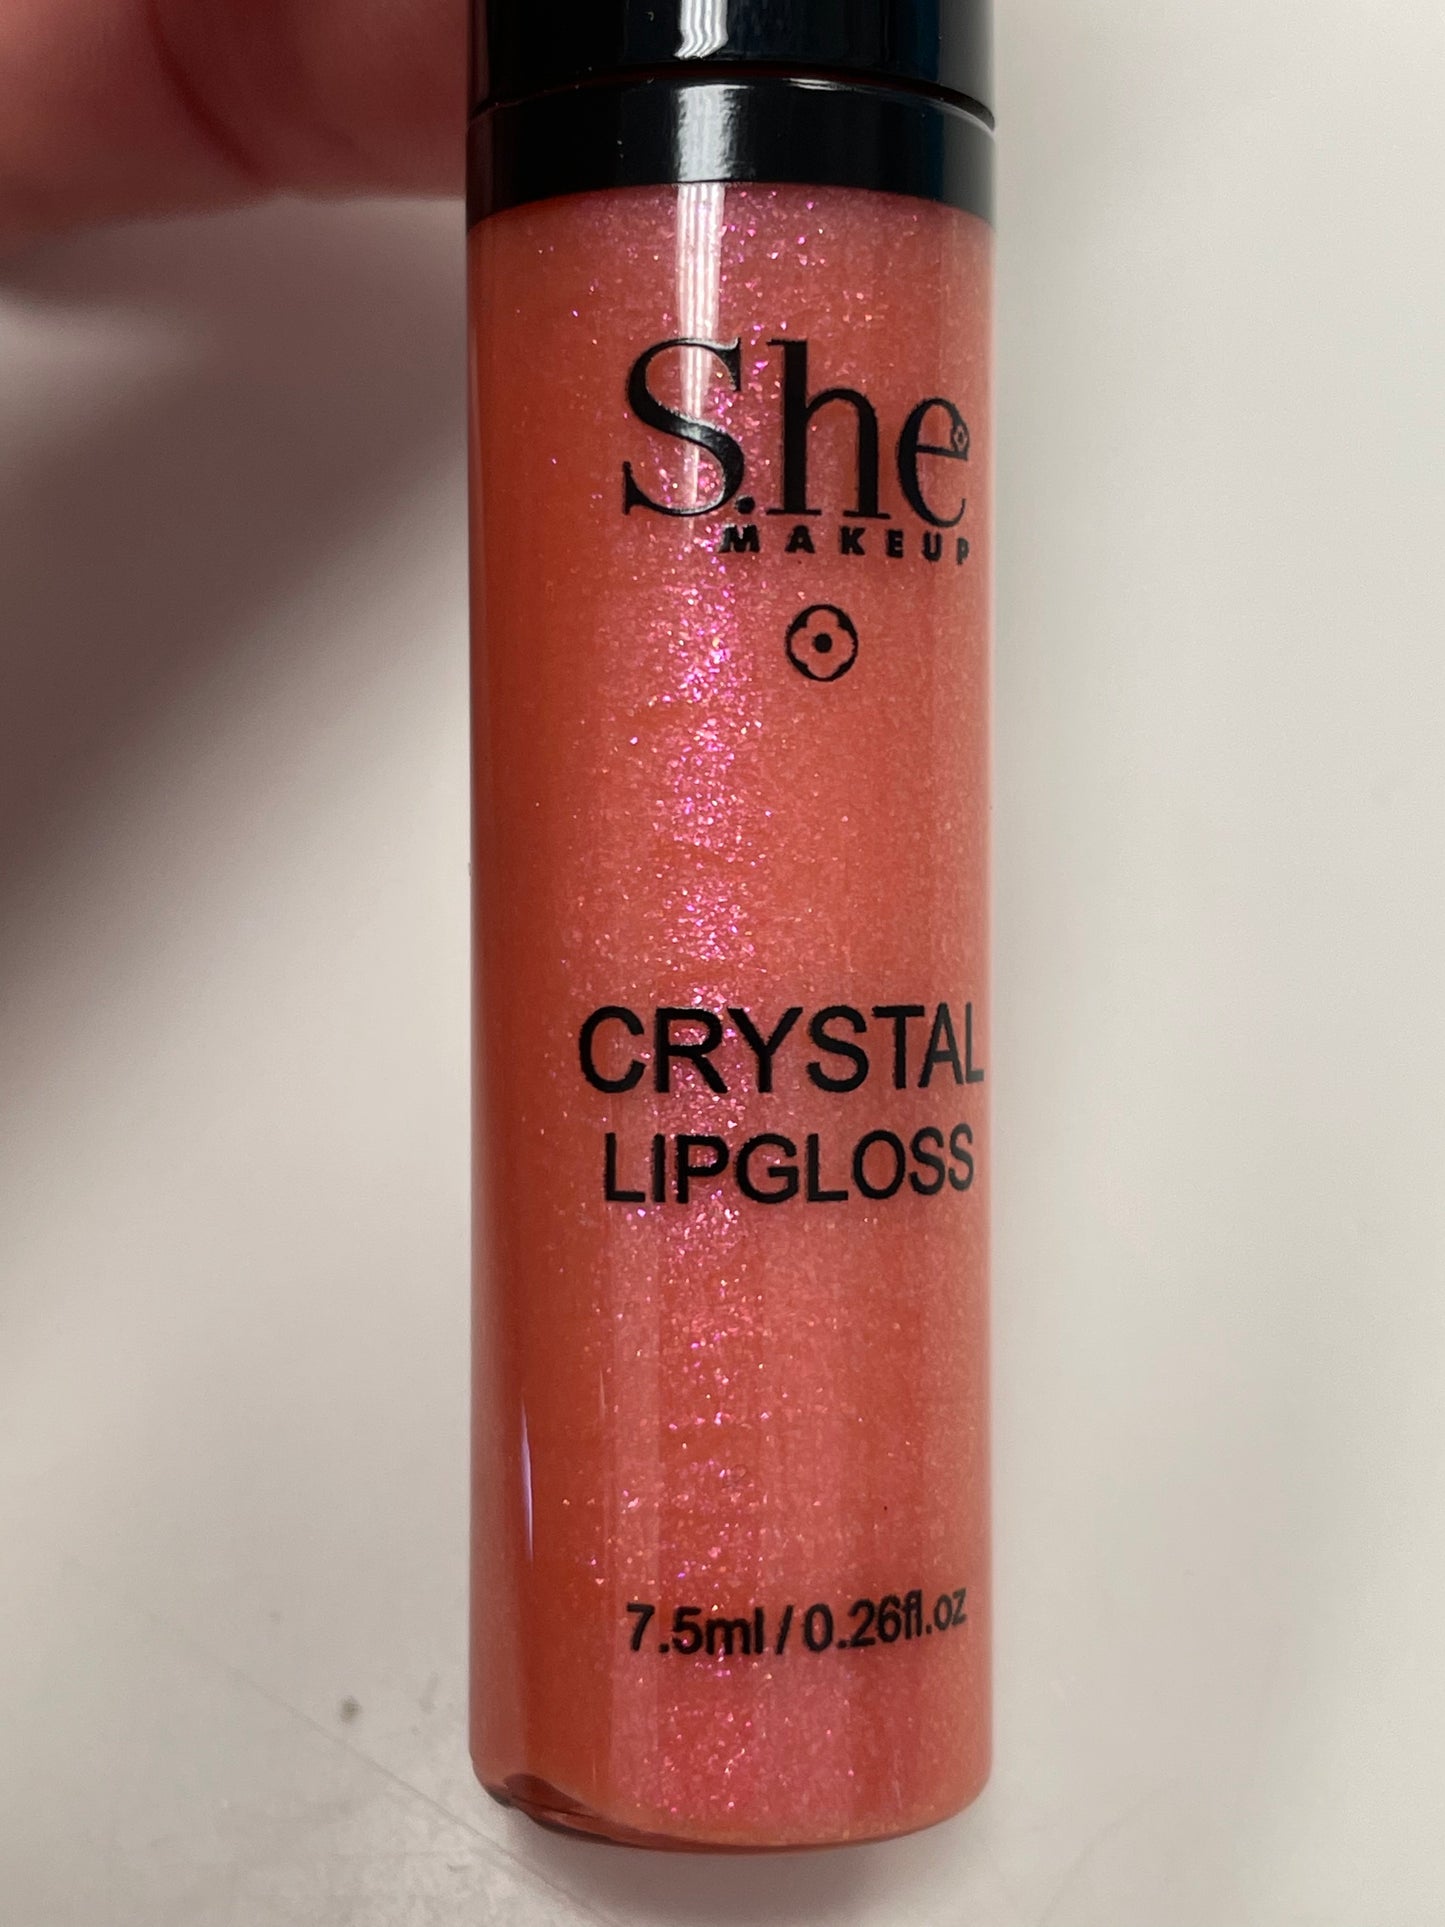 S.he
MAKEUP
CRYSTAL
LIPGLOSS
7.5ml / 0.26fl.oz